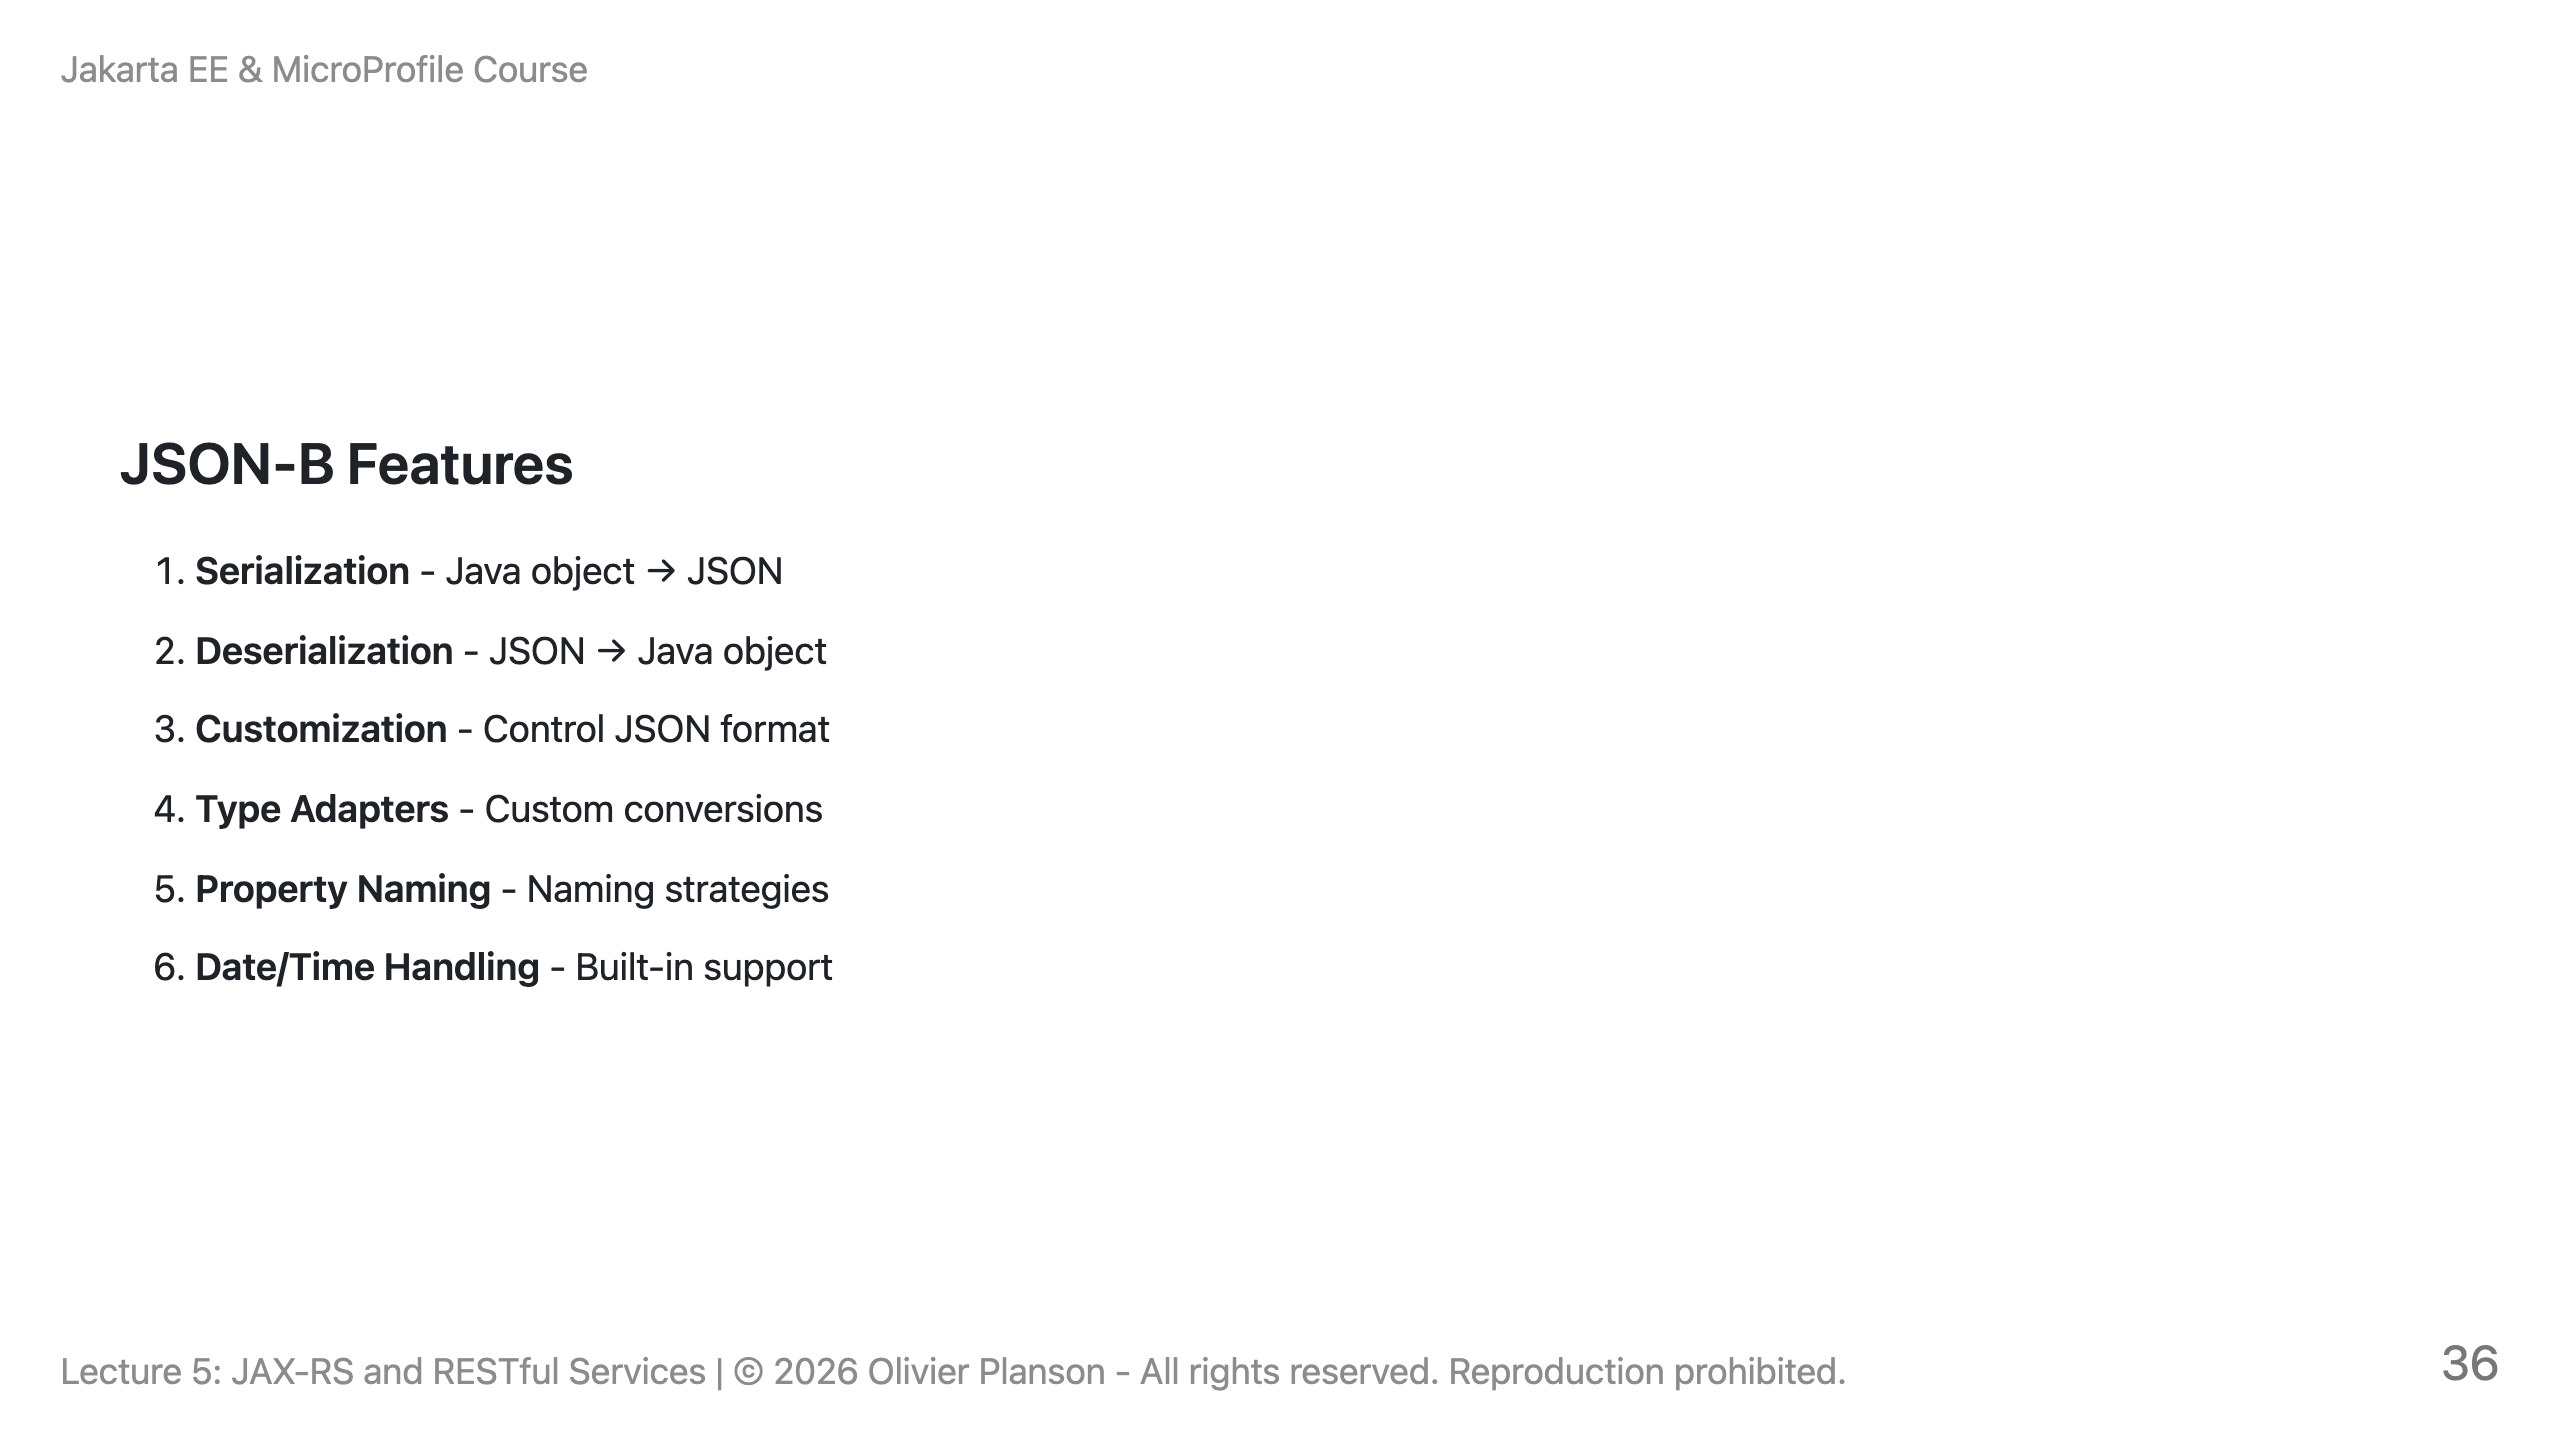 Jakarta EE & MicroProfile Course
JSON-B Features
1. Serialization - Java object → JSON
2. Deserialization - JSON → Java object
3. Customization - Control JSON format
4. Type Adapters - Custom conversions
5. Property Naming - Naming strategies
6. Date/Time Handling - Built-in support
Lecture 5: JAX-RS and RESTful Services | © 2026 Olivier Planson - All rights reserved. Reproduction prohibited.
36